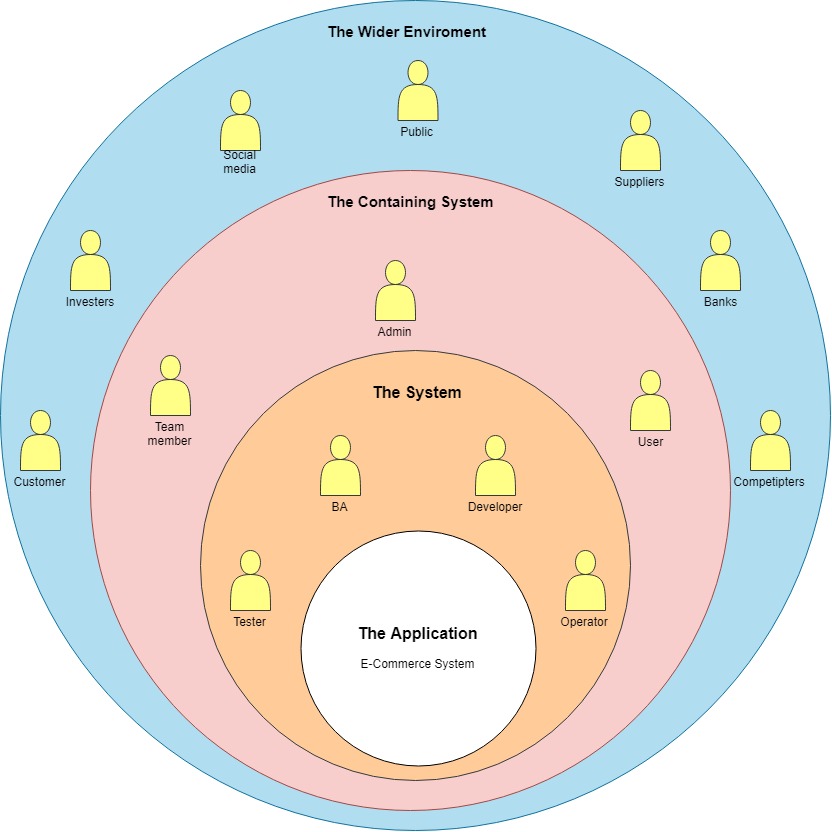 The Wider Enviroment
Public
Social
media
Suppliers
The Containing System
Investers
Banks
Admin
The System
Team
member
User
Customer
Competipters
BA
Developer
Tester
Operator
The Application
E-Commerce System